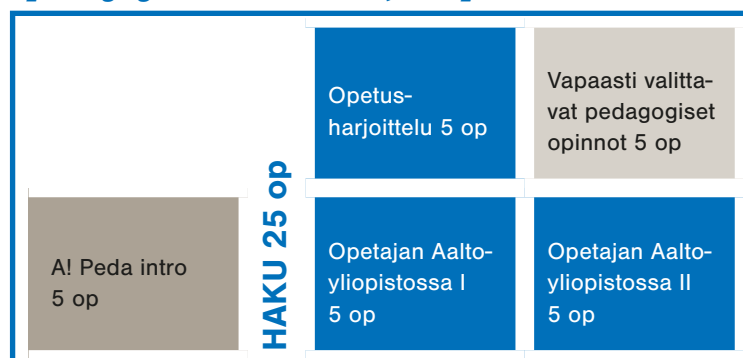 Opetus-
harjoittelu 5 op
Vapaasti valitta-
vat pedagogiset
opinnot 5 op
A! Peda intro
5 op
HAKU 25 op
Opetajan Aalto-
yliopistossa I
5 op
Opetajan Aalto-
yliopistossa II
5 op